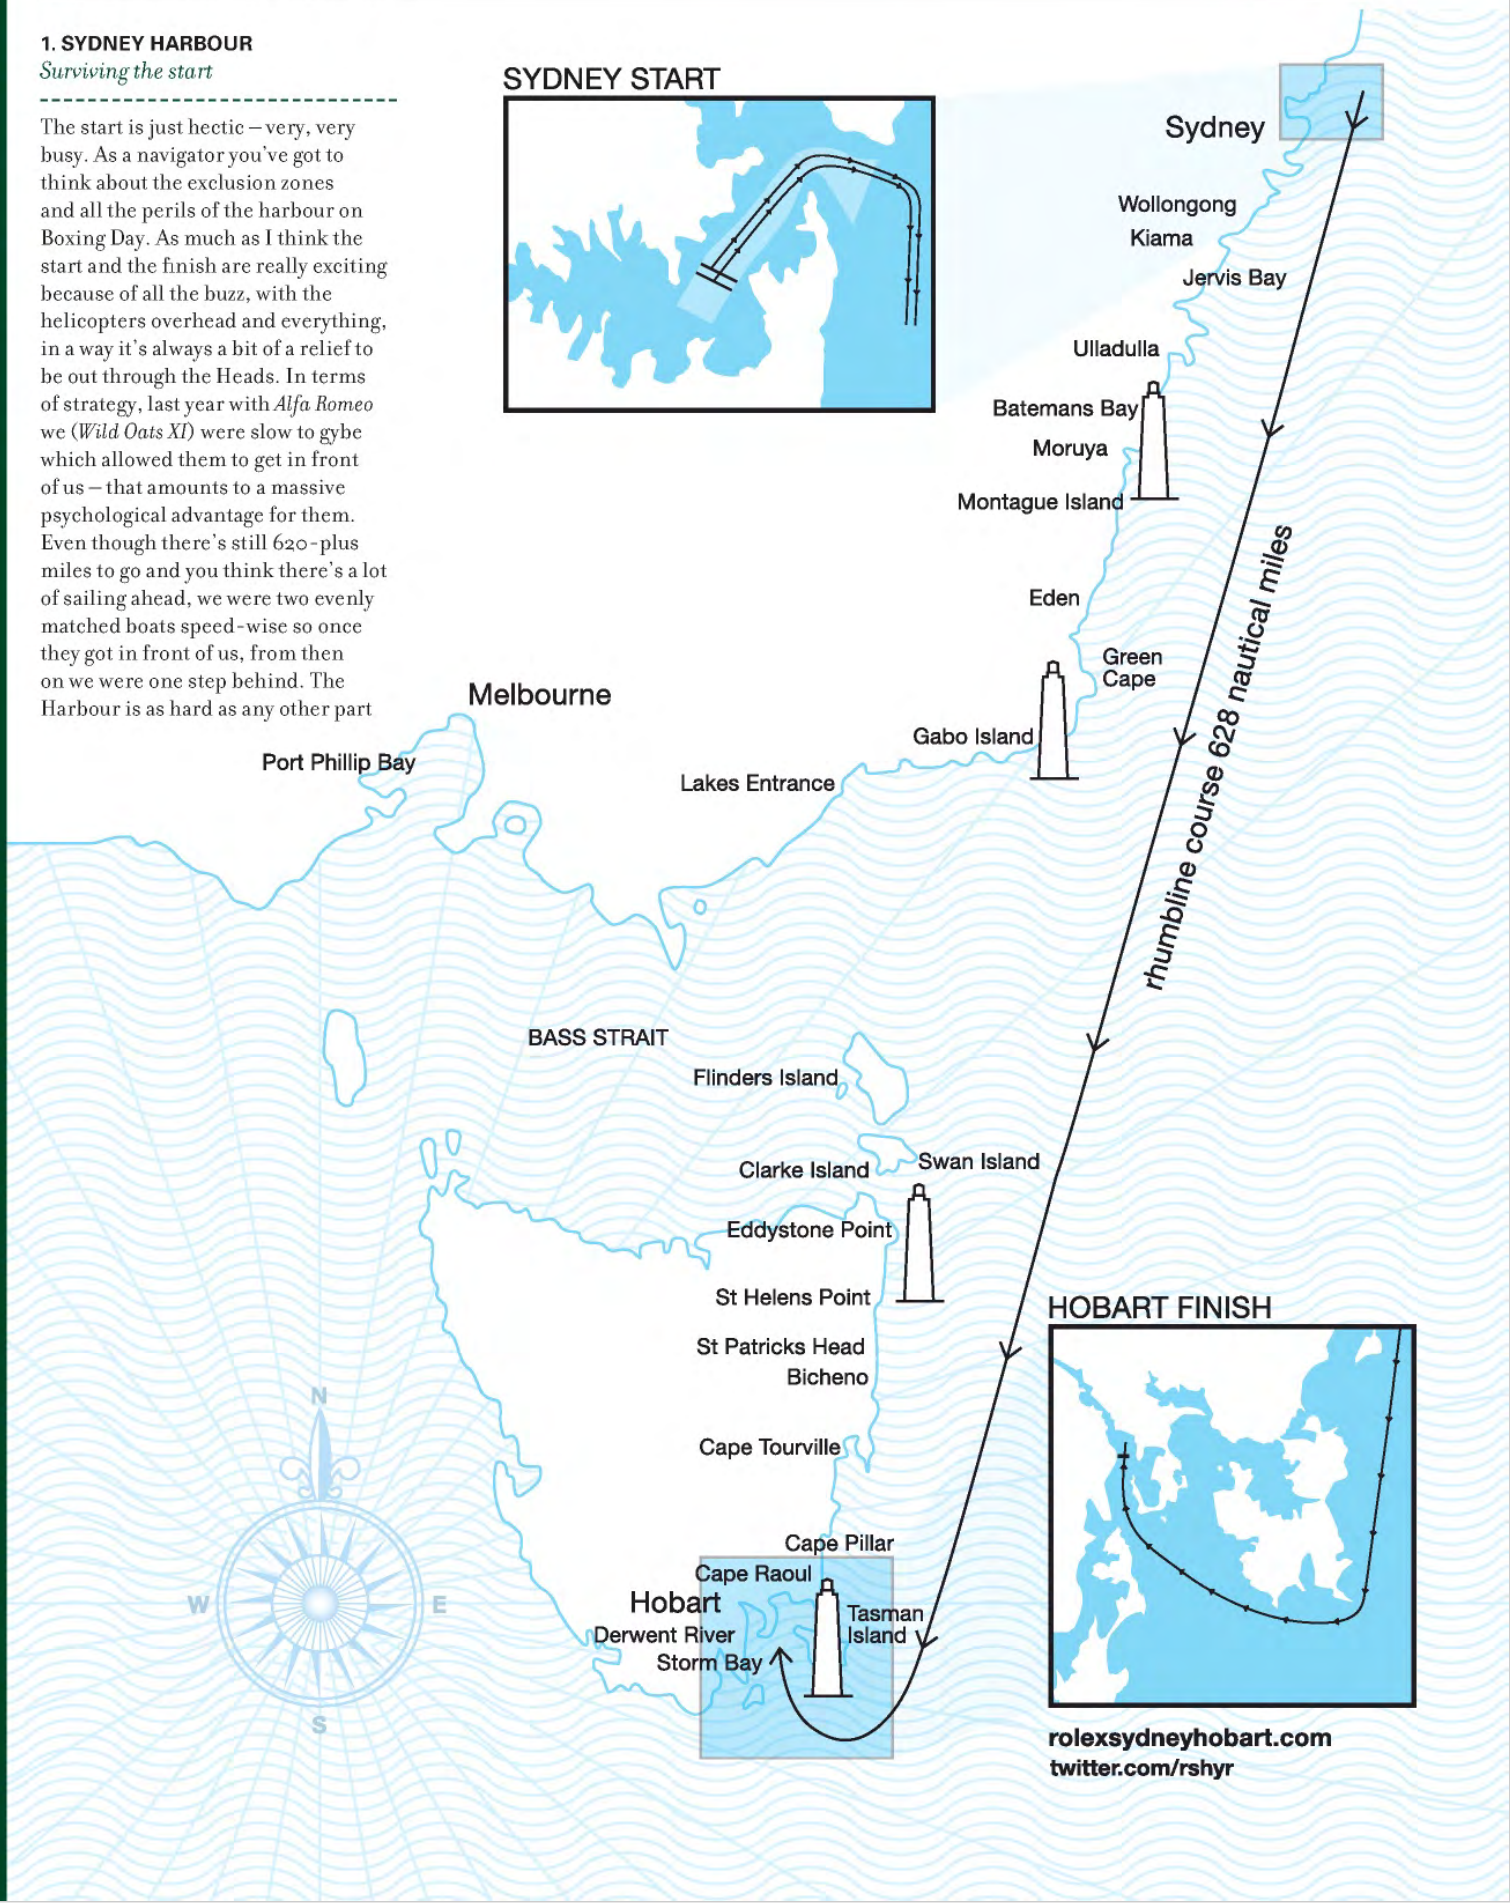 1. SYDNEY HARBOUR
Surviving the start
The start is just hectic – very, very
busy. As a navigator you've got to
think about the exclusion zones
and all the perils of the harbour on
Boxing Day. As much as I think the
start and the finish are really exciting
because of all the buzz, with the
helicopters overhead and everything,
in a way it's always a bit of a relief to
be out through the Heads. In terms
of strategy, last year with Alfa Romeo
we (Wild Oats XI) were slow to gybe
which allowed them to get in front
of us – that amounts to a massive
psychological advantage for them.
Even though there's still 620-plus
miles to go and you think there's a lot
of sailing ahead, we were two evenly
matched boats speed-wise so once
they got in front of us, from then
on we were one step behind. The
Harbour is as hard as any other part
SYDNEY START
Sydney
Wollongong
Kiama
Jervis Bay
Ulladulla
Batemans Bay
Moruya
Montague Island
Eden
Green
Cape
Gabo Island
Lakes Entrance
Melbourne
Port Phillip Bay
rhumbline course 628 nautical miles
BASS STRAIT
Flinders Island
Clarke Island
Swan Island
Eddystone Point
St Helens Point
St Patricks Head
Bicheno
Cape Tourville
Cape Pillar
Cape Raoul
Hobart
Tasman
Island
Derwent River
Storm Bay
N
W
E
S
HOBART FINISH
rolexsydneyhobart.com
twitter.com/rshyr